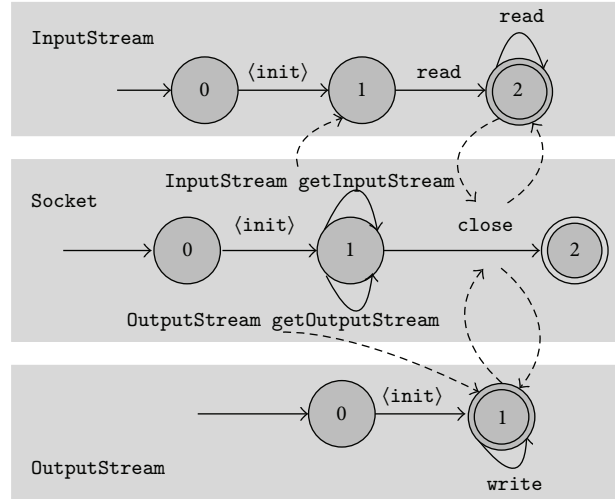 read
InputStream
⟨init⟩
read
0
1
2
InputStream getInputStream
Socket
⟨init⟩
close
0
1
2
OutputStream getOutputStream
⟨init⟩
0
1
OutputStream
write